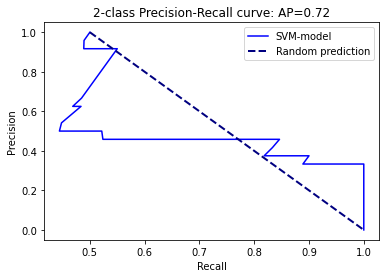 2-class Precision-Recall curve: AP=0.72
SVM-model
Random prediction
Precision
1.0
0.8
0.6
0.4
0.2
0.0
0.5 0.6 0.7 0.8 0.9 1.0
Recall